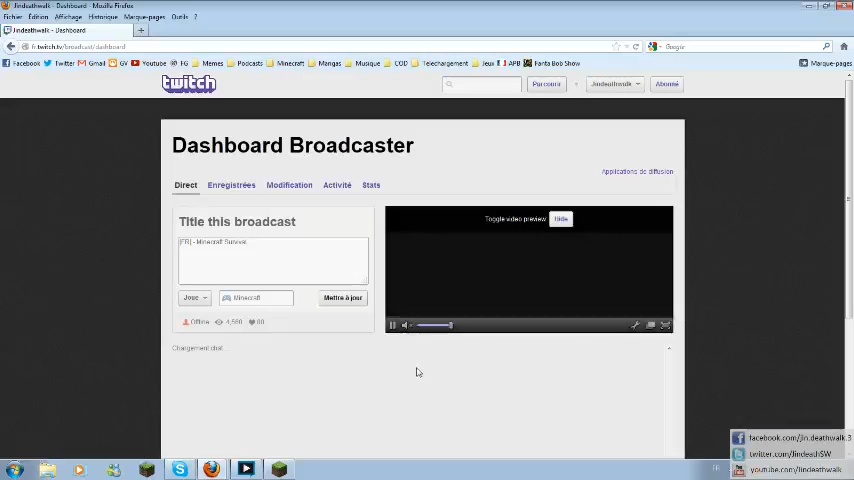 Jindeathwalk - Dashboard - Mozilla Firefox
Fichier Édition Affichage Historique Marque-pages Outils ?
Jindeathwalk - Dashboard
fr.twitch.tv/broadcast/dashboard
Google
Facebook Twitter Gmail GV Youtube FG Memes Podcasts Minecraft Mangas Musique COD Telechargement Jeux APB Fanta Bob Show
Marque-pages
twitch
Parcourir
Jindeathwalk
Abonné
Dashboard Broadcaster
Applications de diffusion
Direct Enregistrées Modification Activité Stats
Title this broadcast
Toggle video preview Hide
[FR] - Minecraft Survival
Joue Minecraft Mettre à jour
Offline 4,560
Chargement chat...
facebook.com/jin.deathwalk.3
twitter.com/JindeathSW
FR
youtube.com/Jindeathwalk